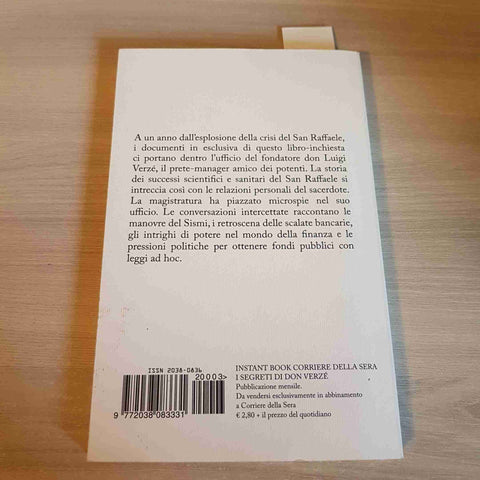 A un anno dall'esplosione della crisi del San Raffaele,
i documenti in esclusiva di questo libro-inchiesta
ci portano dentro l'ufficio del fondatore don Luigi
Verzé, il prete-manager amico dei potenti. La storia
dei successi scientifici e sanitari del San Raffaele si
intreccia così con le relazioni personali del sacerdote.
La magistratura ha piazzato microspie nel suo
ufficio. Le conversazioni intercettate raccontano le
manovre del Sismi, i retroscena delle scalate bancarie,
gli intrighi di potere nel mondo della finanza e le
pressioni politiche per ottenere fondi pubblici con
leggi ad hoc.
ISSN 2038-0836
20003>
9 772038 083331
INSTANT BOOK CORRIERE DELLA SERA
I SEGRETI DI DON VERZÉ
Pubblicazione mensile.
Da vendersi esclusivamente in abbinamento
a Corriere della Sera
€ 2,80 + il prezzo del quotidiano